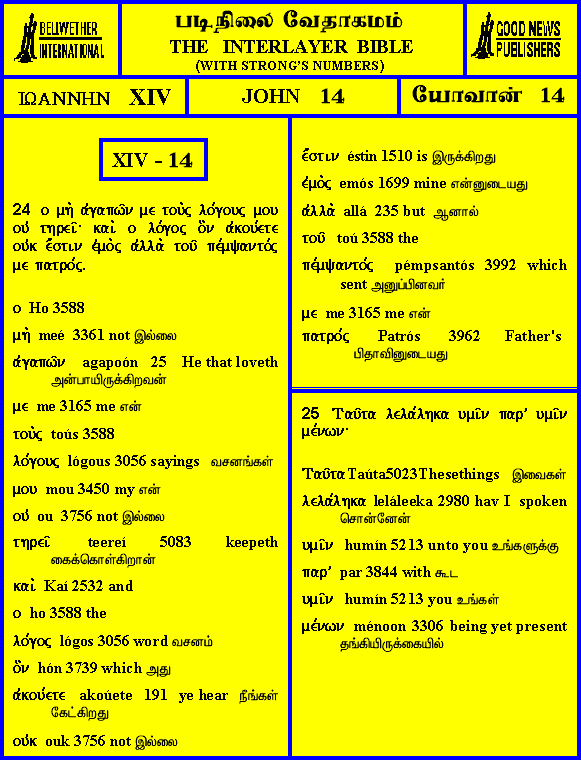 BELLWETHER
INTERNATIONAL
படிநிலை வேதாகமம்
THE INTERLAYER BIBLE
(WITH STRONG'S NUMBERS)
GOOD NEWS
PUBLISHERS
ΙΩΑΝΝΗΝ XIV
JOHN 14
யோவான் 14
XIV - 14
24 ο μὴ ἀγαπῶν με τοὺς λόγους μου
οὐ τηρεῖ· καὶ ο λόγος ὃν ἀκούετε
οὐκ ἔστιν ἐμὸς ἀλλὰ τοῦ πέμψαντός
με πατρός.
ο Ho 3588
μὴ meé 3361 not இல்லை
ἀγαπῶν agapoón 25 He that loveth
அன்பாயிருக்கிறவன்
με me 3165 me என்
τοὺς toús 3588
λόγους lógous 3056 sayings வசனங்கள்
μου mou 3450 my என்
οὐ ou 3756 not இல்லை
τηρεῖ teereí 5083 keepeth
கைக்கொள்கிறான்
καὶ Kaí 2532 and
ο ho 3588 the
λόγος lógos 3056 word வசனம்
ὃν hón 3739 which அது
ἀκούετε akoúete 191 ye hear நீங்கள்
கேட்கிறது
οὐκ ouk 3756 not இல்லை
ἔστιν éstin 1510 is இருக்கிறது
ἐμὸς emós 1699 mine என்னுடையது
ἀλλὰ allá 235 but ஆனால்
τοῦ toú 3588 the
πέμψαντός pémpsantós 3992 which
sent அனுப்பினவர்
με me 3165 me என்
πατρός Patrós 3962 Father's
பிதாவினுடையது
25 Ταῦτα λελάληκα υμῖν παρ' υμῖν
μένων·
Ταῦτα Taúta5023Thesethings இவைகள்
λελάληκα leláleeka 2980 hav I spoken
சொன்னேன்
υμῖν humín 5213 unto you உங்களுக்கு
παρ' par 3844 with கூட
υμῖν humín 5213 you உங்கள்
μένων ménoon 3306 being yet present
தங்கியிருக்கையில்